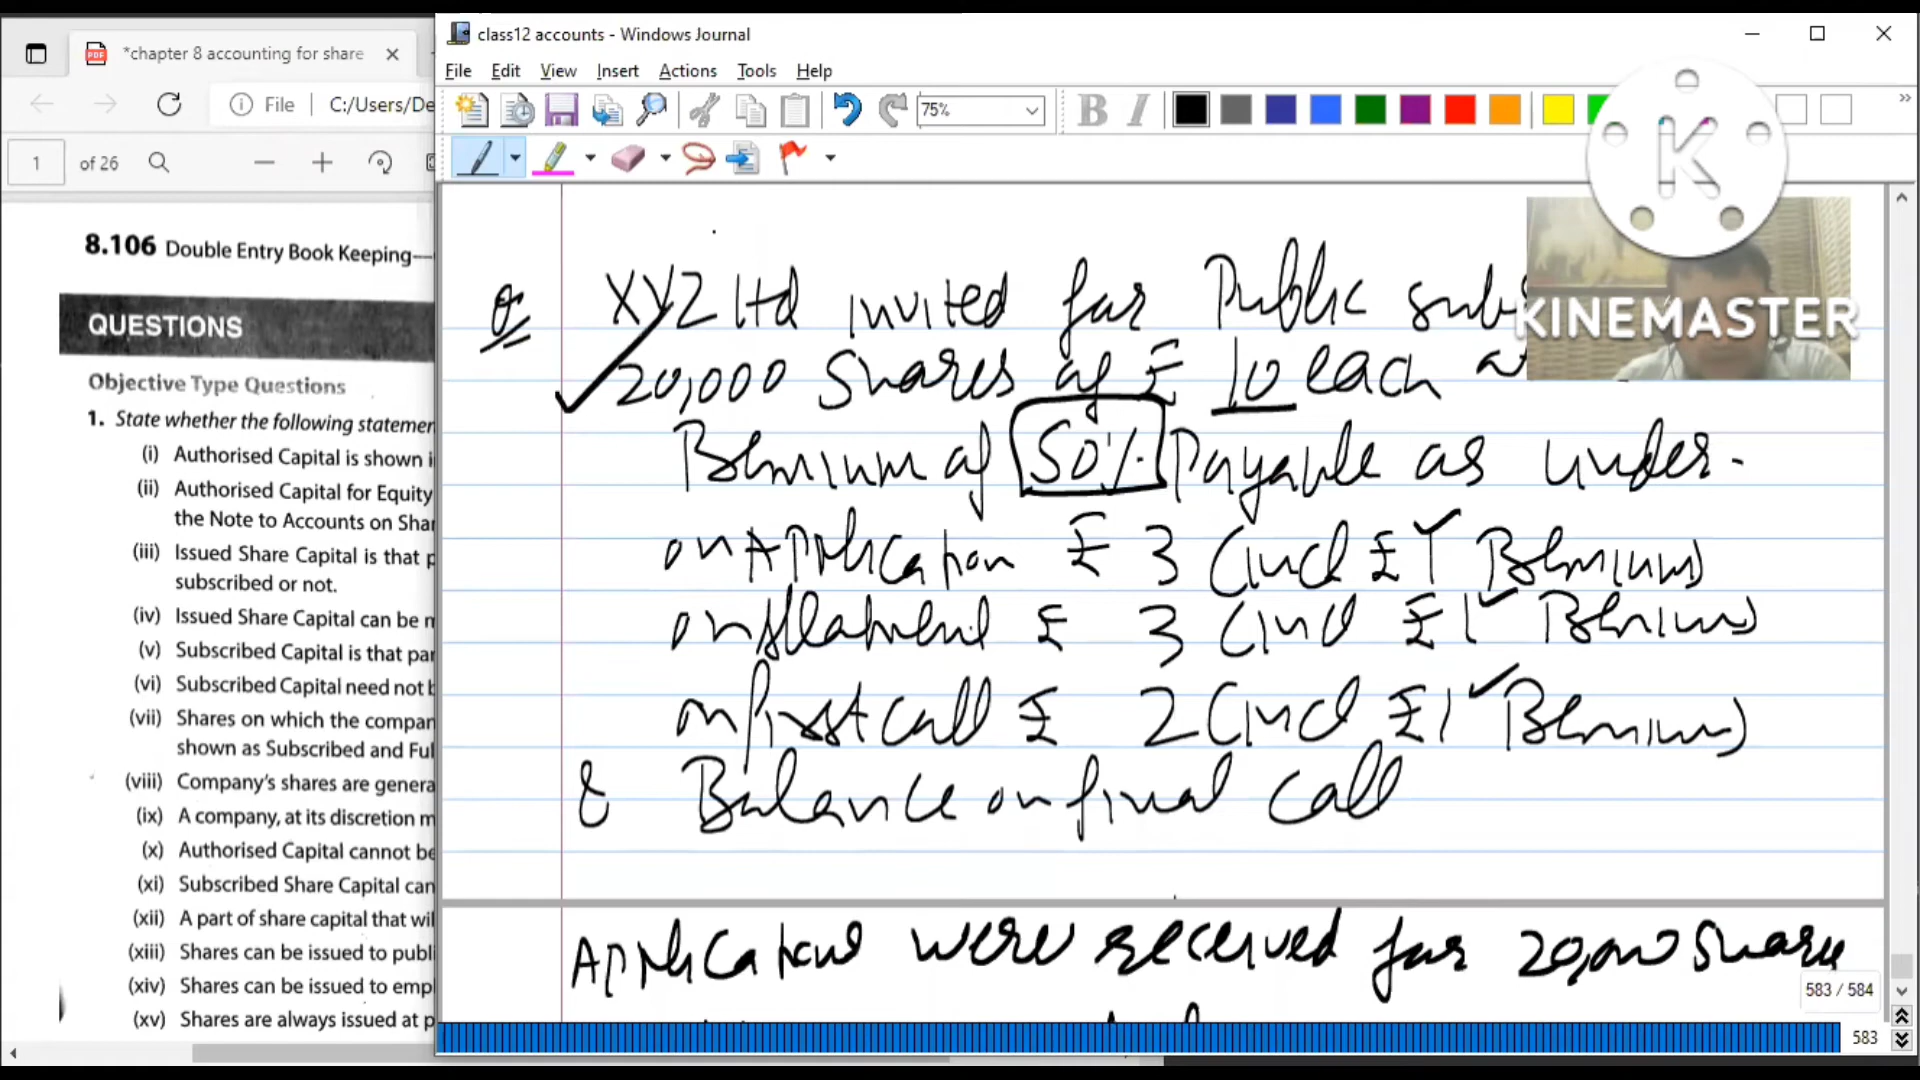 *chapter 8 accounting for share
File C:/Users/De
1 of 26
8.106 Double Entry Book Keeping—
QUESTIONS
Objective Type Questions
1. State whether the following statemer
(i) Authorised Capital is shown i
(ii) Authorised Capital for Equity
the Note to Accounts on Shar
(iii) Issued Share Capital is that p
subscribed or not.
(iv) Issued Share Capital can be m
(v) Subscribed Capital is that par
(vi) Subscribed Capital need not b
(vii) Shares on which the compan
shown as Subscribed and Ful
(viii) Company's shares are genera
(ix) A company, at its discretion m
(x) Authorised Capital cannot be
(xi) Subscribed Share Capital can
(xii) A part of share capital that wil
(xiii) Shares can be issued to publi
(xiv) Shares can be issued to empl
(xv) Shares are always issued at p
class12 accounts - Windows Journal
File Edit View Insert Actions Tools Help
75% B I
K
KINEMASTER
Q XYZ ltd invited for Public sub
20,000 Shares of ₹ 10 each
Premium of 50% Payable as under.
on Application ₹ 3 (incl ₹1 Premium)
on Allotment ₹ 3 (incl ₹1 Premium)
on first call ₹ 2 (incl ₹1 Premium)
& Balance on final call
Applications were received for 20,000 Share
583 / 584
583